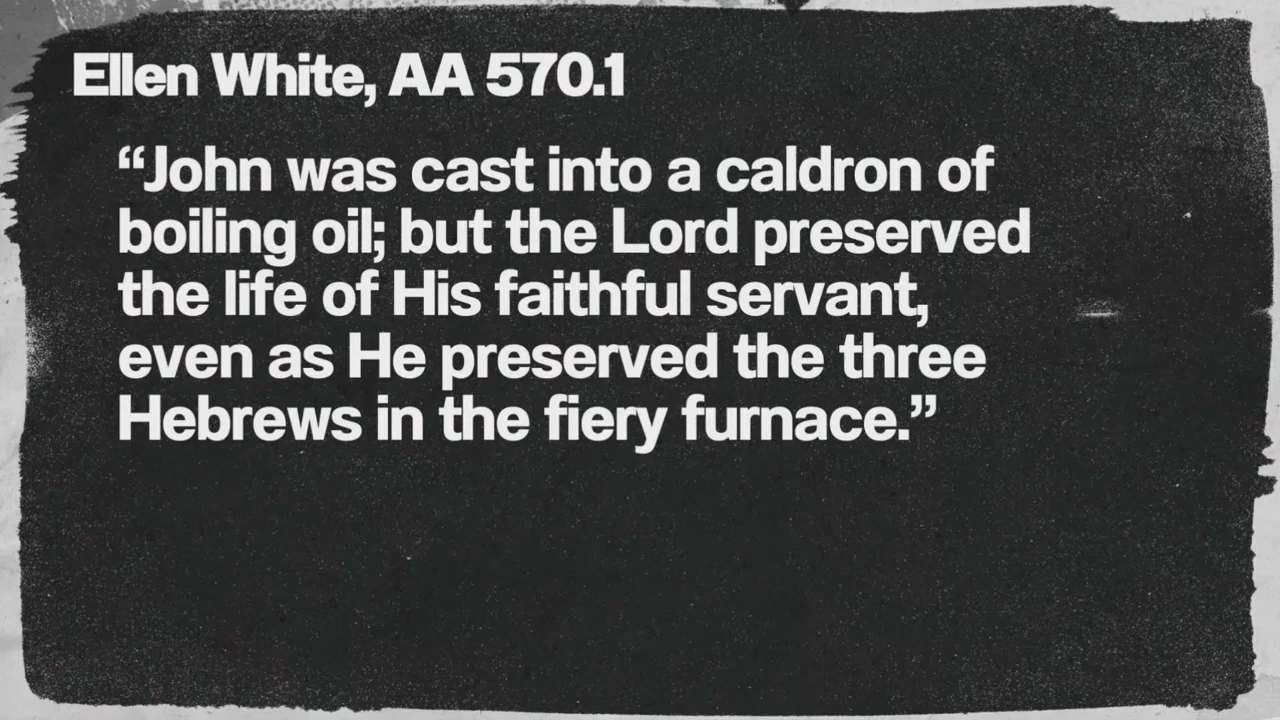 Ellen White, AA 570.1
“John was cast into a caldron of
boiling oil; but the Lord preserved
the life of His faithful servant,
even as He preserved the three
Hebrews in the fiery furnace.”